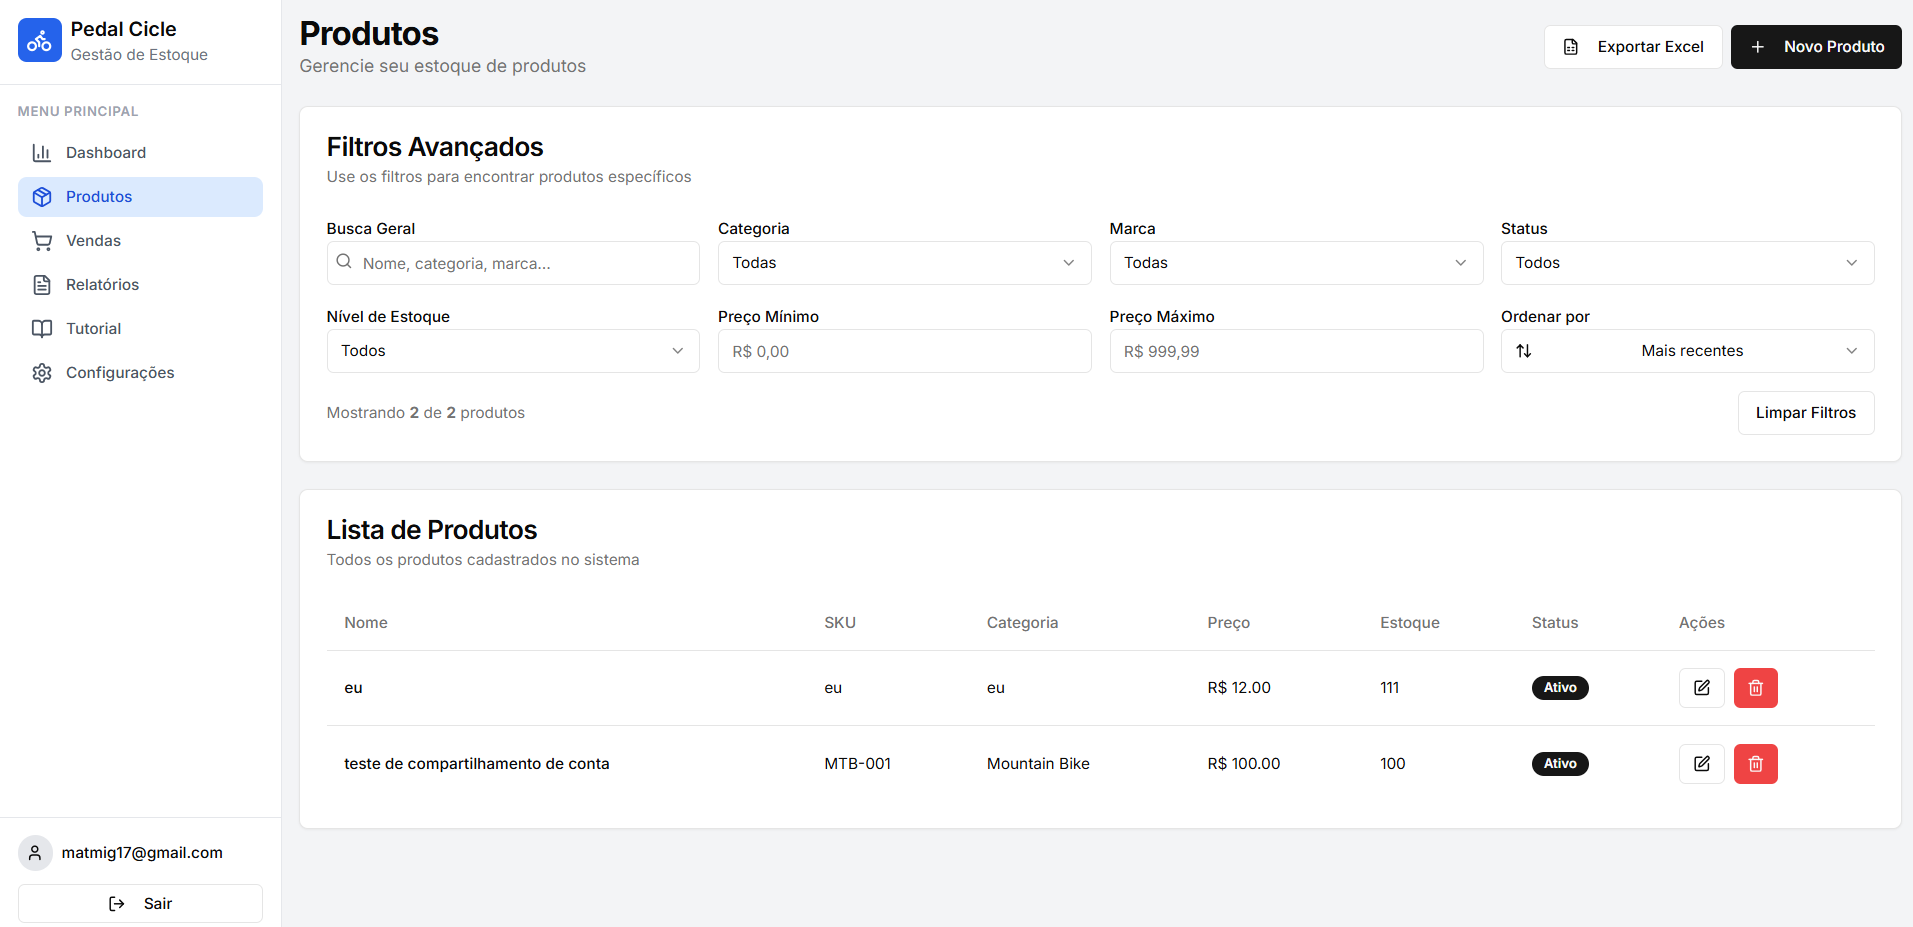 Pedal Cicle
Gestão de Estoque
MENU PRINCIPAL
Dashboard
Produtos
Vendas
Relatórios
Tutorial
Configurações
matmig17@gmail.com
Sair
Produtos
Gerencie seu estoque de produtos
Exportar Excel
Novo Produto
Filtros Avançados
Use os filtros para encontrar produtos específicos
Busca Geral
Categoria
Marca
Status
Nome, categoria, marca...
Todas
Todas
Todos
Nível de Estoque
Preço Mínimo
Preço Máximo
Ordenar por
Todos
R$ 0,00
R$ 999,99
Mais recentes
Mostrando 2 de 2 produtos
Limpar Filtros
Lista de Produtos
Todos os produtos cadastrados no sistema
Nome SKU Categoria Preço Estoque Status Ações
eu eu eu R$ 12.00 111 Ativo
teste de compartilhamento de conta MTB-001 Mountain Bike R$ 100.00 100 Ativo